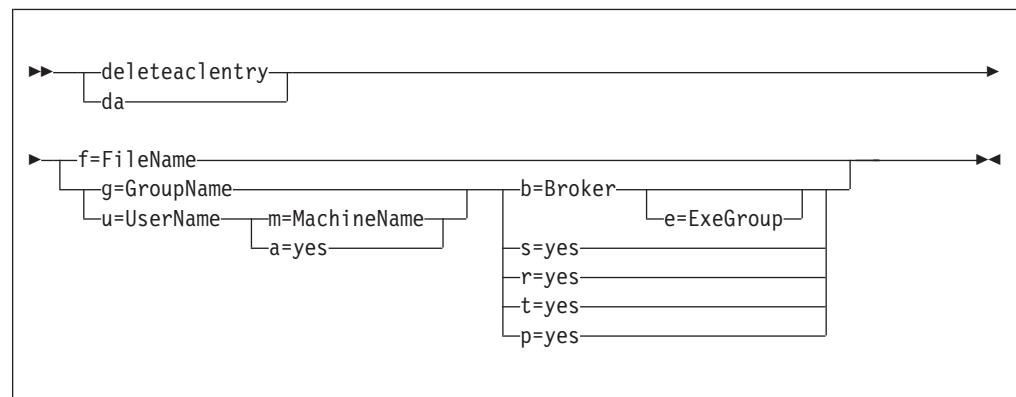 deleteaclentry
da
f=FileName
g=GroupName b=Broker
u=UserName m=MachineName e=ExeGroup
a=yes s=yes
r=yes
t=yes
p=yes